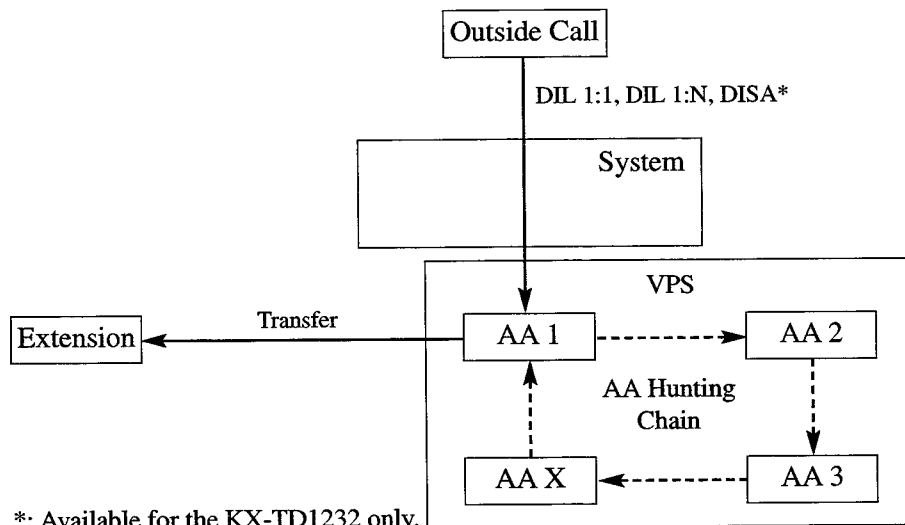 Outside Call
DIL 1:1, DIL 1:N, DISA*
System
VPS
Extension
Transfer
AA 1
AA 2
AA Hunting
Chain
AA X
AA 3
*: Available for the KX-TD1232 only.